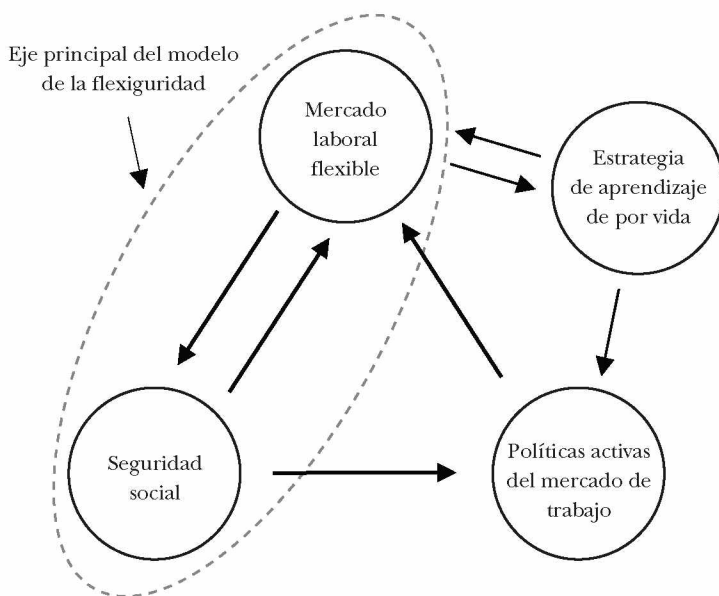 Eje principal del modelo
de la flexiguridad
Mercado
laboral
flexible
Estrategia
de aprendizaje
de por vida
Seguridad
social
Políticas activas
del mercado de
trabajo